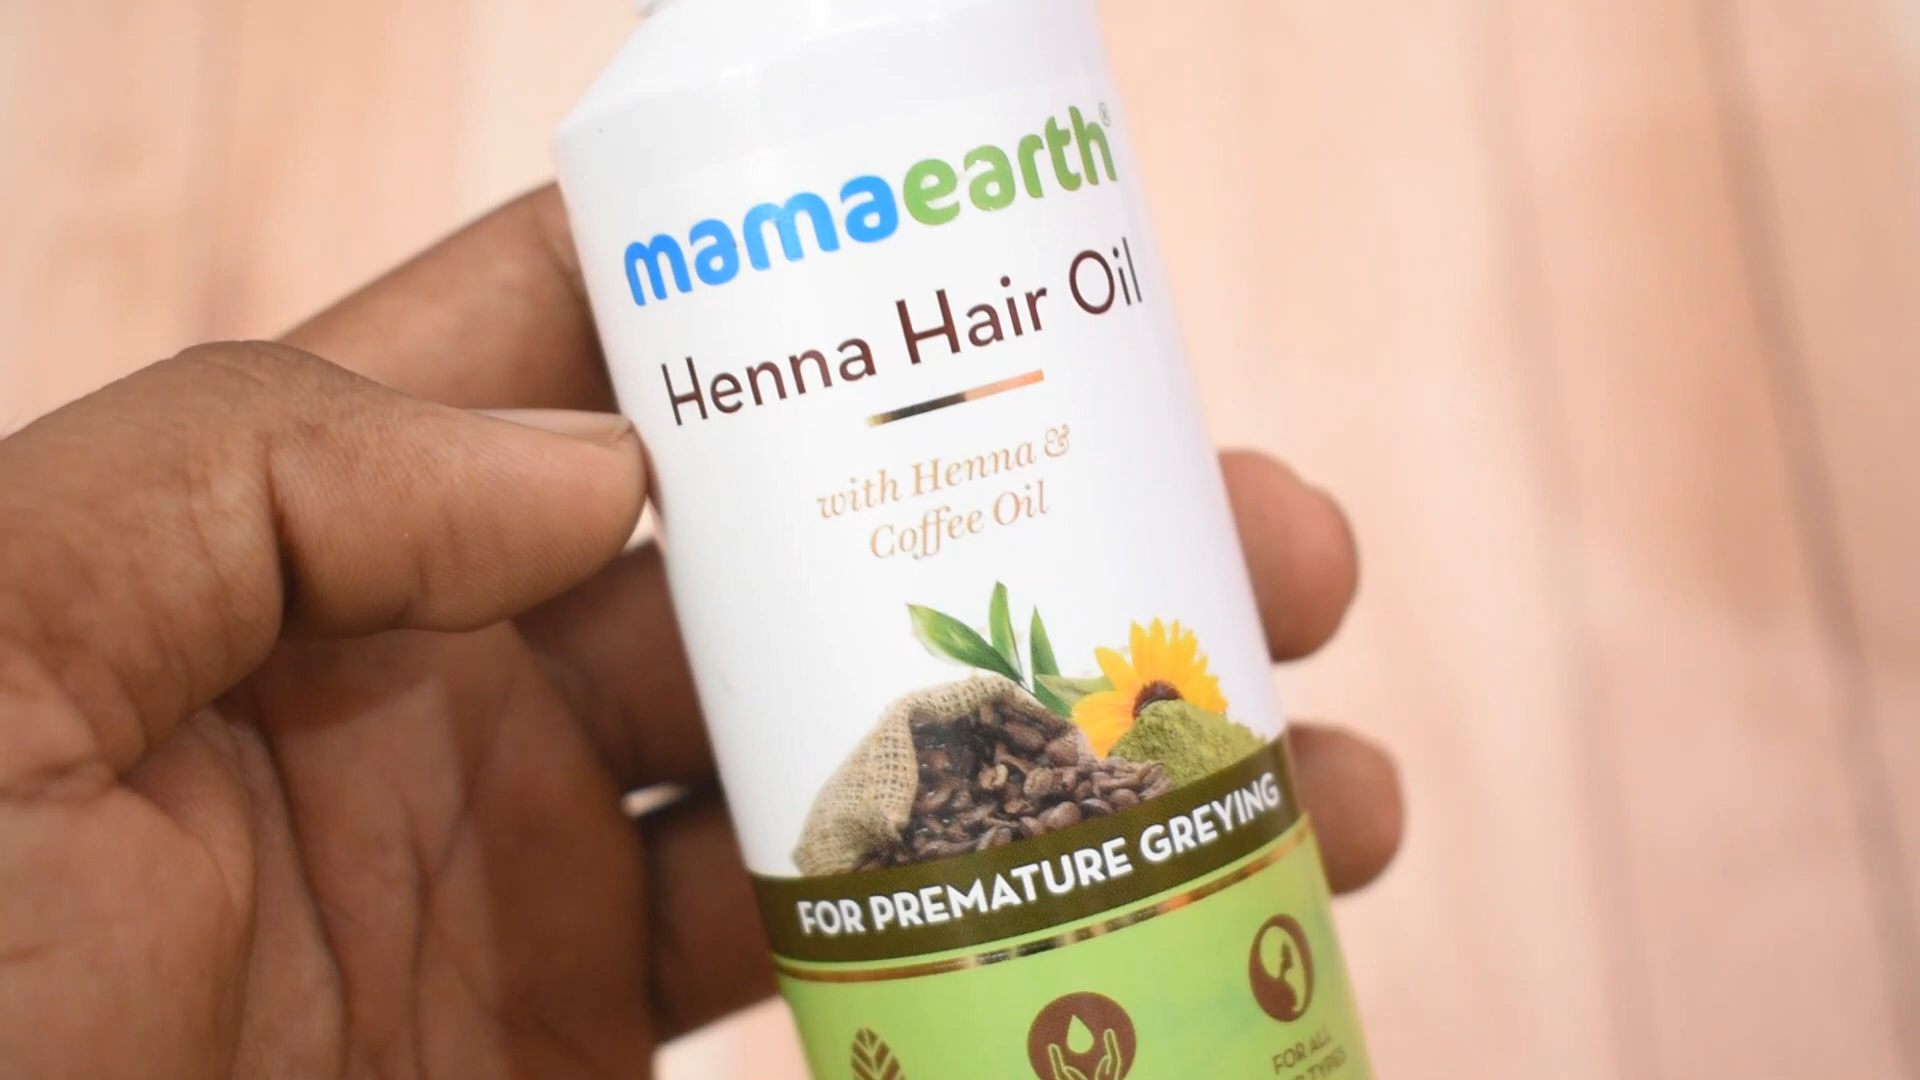 mamaearth®
Henna Hair Oil
with Henna &
Coffee Oil
FOR PREMATURE GREYING
FOR ALL